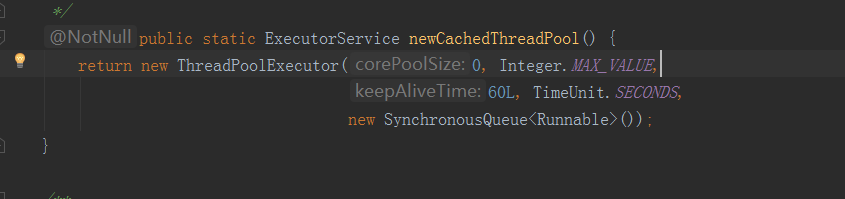 */
@NotNull public static ExecutorService newCachedThreadPool() {
return new ThreadPoolExecutor( corePoolSize: 0, Integer.MAX_VALUE,
keepAliveTime: 60L, TimeUnit.SECONDS,
new SynchronousQueue<Runnable>());
}
/**